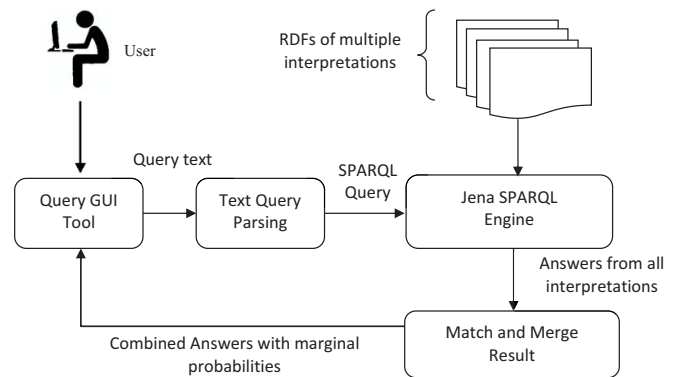 User
RDFs of multiple
interpretations
Query text
SPARQL
Query
Query GUI
Tool
Text Query
Parsing
Jena SPARQL
Engine
Answers from all
interpretations
Combined Answers with marginal
probabilities
Match and Merge
Result